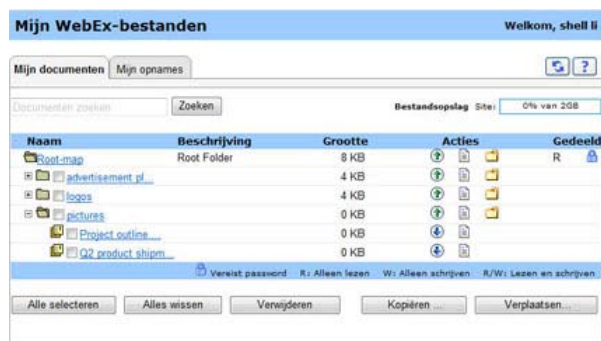 Mijn WebEx-bestanden Welkom, shell li
Mijn documenten Mijn opnames ?
Documenten zoeken Zoeken Bestandsopslag Site: 0% van 2GB
Naam Beschrijving Grootte Acties Gedeeld
Root-map Root Folder 8 KB R
advertisement pl... 4 KB
logos 4 KB
pictures 0 KB
Project outline.... 0 KB
Q2 product shipm... 0 KB
Vereist password R: Alleen lezen W: Alleen schrijven R/W: Lezen en schrijven
Alle selecteren Alles wissen Verwijderen Kopiëren ... Verplaatsen...